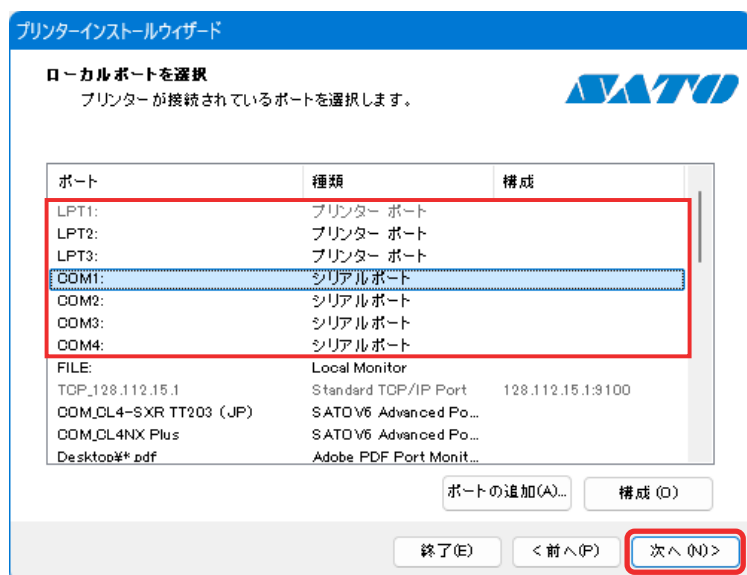 プリンターインストールウィザード
ローカルポートを選択
プリンターが接続されているポートを選択します。
SATO
ポート 種類 構成
LPT1: プリンター ポート
LPT2: プリンター ポート
LPT3: プリンター ポート
COM1: シリアルポート
COM2: シリアルポート
COM3: シリアルポート
COM4: シリアルポート
FILE: Local Monitor
TCP_128.112.15.1 Standard TCP/IP Port 128.112.15.1:9100
COM_CL4-SXR TT203 (JP) SATO V6 Advanced Po...
COM_CL4NX Plus SATO V6 Advanced Po...
Desktop¥*.pdf Adobe PDF Port Monit...
ポートの追加(A)... 構成(O)
終了(E) <前へ(P) 次へ(N)>